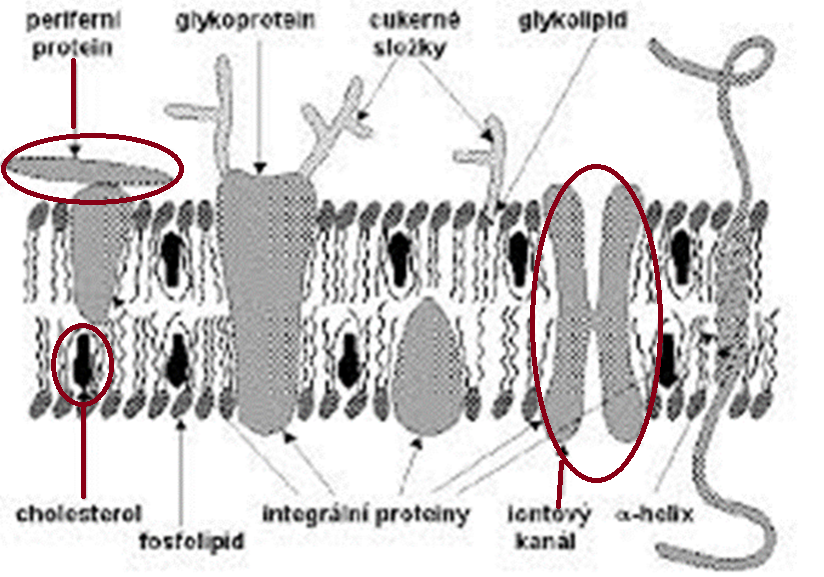 periferní
protein
glykoprotein
cukerné
složky
glykolipid
cholesterol
fosfolipid
integrální proteiny
iontový
kanál
α-helix